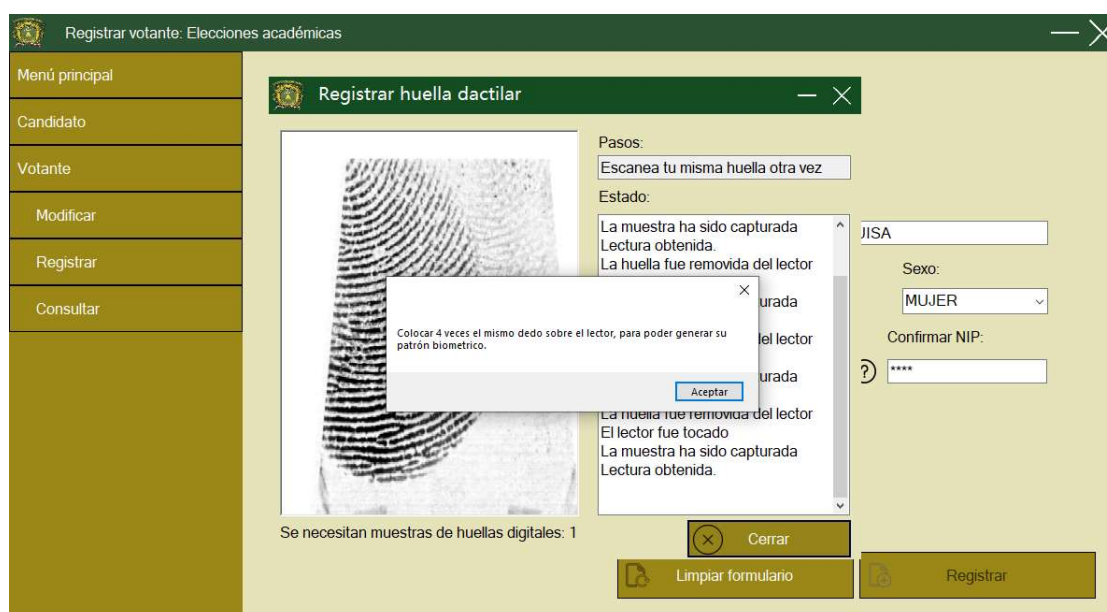 Registrar votante: Elecciones académicas
Menú principal
Candidato
Votante
Modificar
Registrar
Consultar
Registrar huella dactilar
Pasos:
Escanea tu misma huella otra vez
Estado:
La muestra ha sido capturada
Lectura obtenida.
La huella fue removida del lector
urada
lel lector
urada
La huella fue removida del lector
El lector fue tocado
La muestra ha sido capturada
Lectura obtenida.
Colocar 4 veces el mismo dedo sobre el lector, para poder generar su
patrón biometrico.
Aceptar
Se necesitan muestras de huellas digitales: 1
Cerrar
Limpiar formulario
UISA
Sexo:
MUJER
Confirmar NIP:
?
****
Registrar